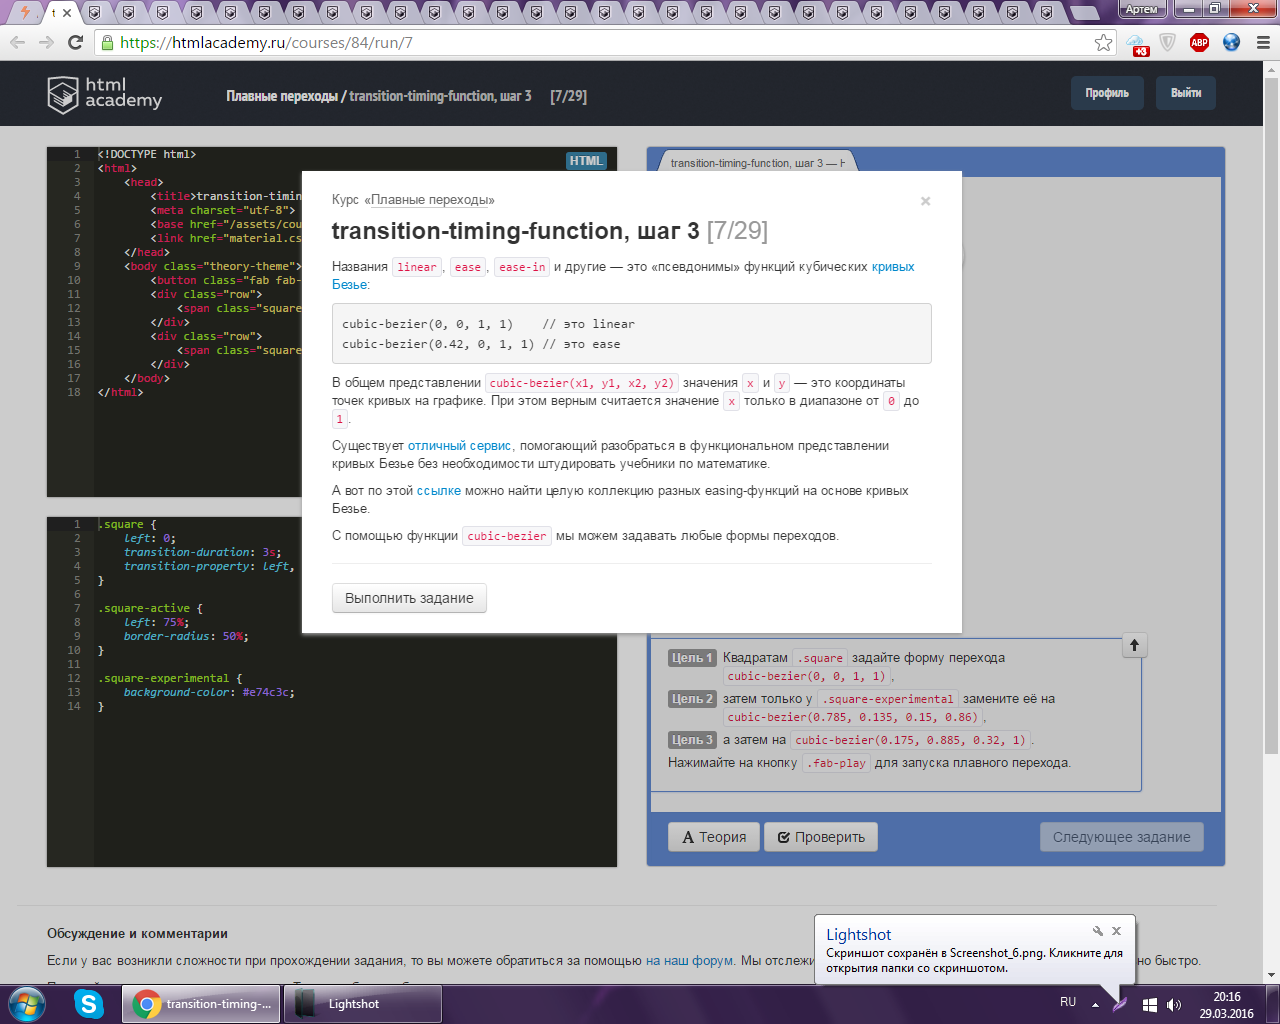 t
Артем
https://htmlacademy.ru/courses/84/run/7
+3
ABP
html
academy
Плавные переходы / transition-timing-function, шаг 3 [7/29]
Профиль
Выйти
HTML
1 <!DOCTYPE html>
2 <html>
3 <head>
4 <title>transition-timin
5 <meta charset="utf-8">
6 <base href="/assets/cou
7 <link href="material.cs
8 </head>
9 <body class="theory-theme">
10 <button class="fab fab-
11 <div class="row">
12 <span class="square
13 </div>
14 <div class="row">
15 <span class="square
16 </div>
17 </body>
18 </html>
1 .square {
2 left: 0;
3 transition-duration: 3s;
4 transition-property: left,
5 }
6
7 .square-active {
8 left: 75%;
9 border-radius: 50%;
10 }
11
12 .square-experimental {
13 background-color: #e74c3c;
14 }
transition-timing-function, шаг 3 —
Курс «Плавные переходы»
×
transition-timing-function, шаг 3 [7/29]
Названия linear, ease, ease-in и другие — это «псевдонимы» функций кубических кривых
Безье:
cubic-bezier(0, 0, 1, 1) // это linear
cubic-bezier(0.42, 0, 1, 1) // это ease
В общем представлении cubic-bezier(x1, y1, x2, y2) значения x и y — это координаты
точек кривых на графике. При этом верным считается значение x только в диапазоне от 0 до
1.
Существует отличный сервис, помогающий разобраться в функциональном представлении
кривых Безье без необходимости штудировать учебники по математике.
А вот по этой ссылке можно найти целую коллекцию разных easing-функций на основе кривых
Безье.
С помощью функции cubic-bezier мы можем задавать любые формы переходов.
Выполнить задание
Цель 1 Квадратам .square задайте форму перехода
cubic-bezier(0, 0, 1, 1),
Цель 2 затем только у .square-experimental замените её на
cubic-bezier(0.785, 0.135, 0.15, 0.86),
Цель 3 а затем на cubic-bezier(0.175, 0.885, 0.32, 1).
Нажимайте на кнопку .fab-play для запуска плавного перехода.
Теория
Проверить
Следующее задание
Обсуждение и комментарии
Если у вас возникли сложности при прохождении задания, то вы можете обратиться за помощью на наш форум. Мы отслежи
но быстро.
Lightshot
Скриншот сохранён в Screenshot_6.png. Кликните для
открытия папки со скриншотом.
transition-timing-...
Lightshot
RU
20:16
29.03.2016